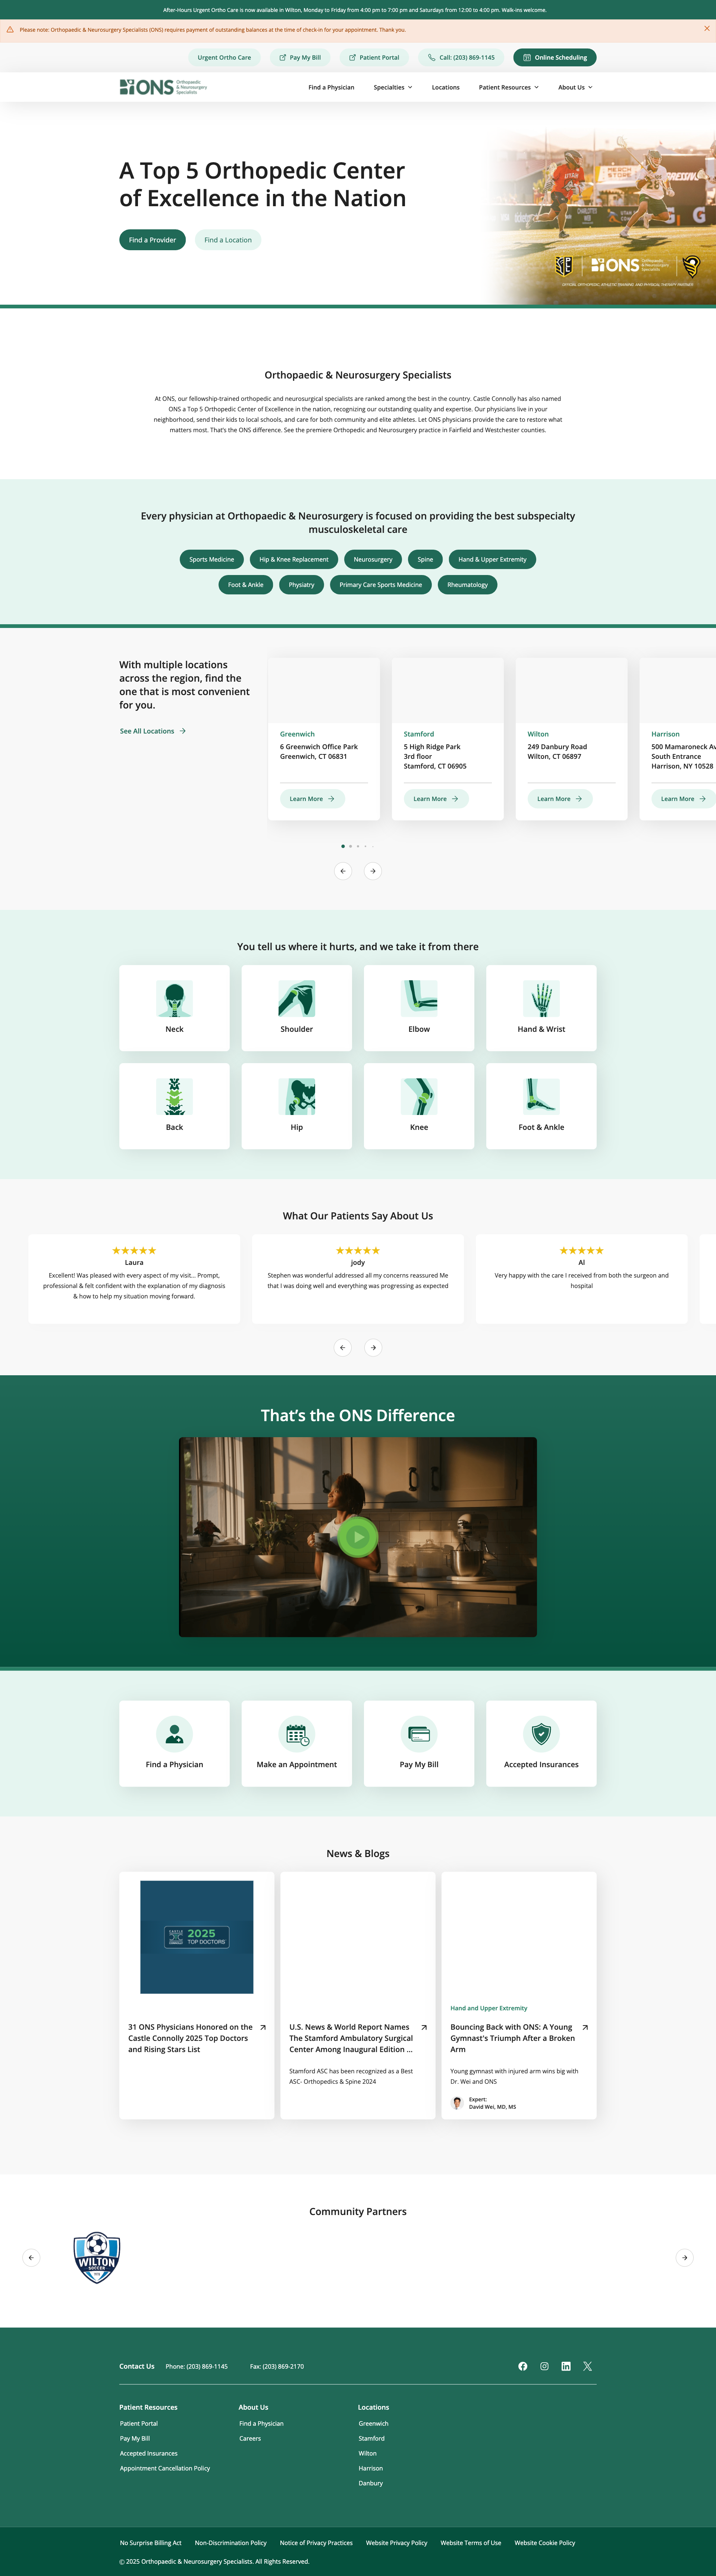 After-Hours Urgent Ortho Care is now available in Wilton, Monday to Friday from 4:00 pm to 7:00 pm and Saturdays from 12:00 to 4:00 pm. Walk-ins welcome.
Please note: Orthopaedic & Neurosurgery Specialists (ONS) requires payment of outstanding balances at the time of check-in for your appointment. Thank you.
Urgent Ortho Care
Pay My Bill
Patient Portal
Call: (203) 869-1145
Online Scheduling
ONS Orthopaedic & Neurosurgery Specialists
Find a Physician
Specialties
Locations
Patient Resources
About Us
A Top 5 Orthopedic Center
of Excellence in the Nation
Find a Provider
Find a Location
MERCH STORE
ONS Orthopaedic & Neurosurgery Specialists
OFFICIAL ORTHOPEDIC, ATHLETIC TRAINING AND PHYSICAL THERAPY PARTNER
Orthopaedic & Neurosurgery Specialists
At ONS, our fellowship-trained orthopedic and neurosurgical specialists are ranked among the best in the country. Castle Connolly has also named
ONS a Top 5 Orthopedic Center of Excellence in the nation, recognizing our outstanding quality and expertise. Our physicians live in your
neighborhood, send their kids to local schools, and care for both community and elite athletes. Let ONS physicians provide the care to restore what
matters most. That's the ONS difference. See the premiere Orthopedic and Neurosurgery practice in Fairfield and Westchester counties.
Every physician at Orthopaedic & Neurosurgery is focused on providing the best subspecialty
musculoskeletal care
Sports Medicine
Hip & Knee Replacement
Neurosurgery
Spine
Hand & Upper Extremity
Foot & Ankle
Physiatry
Primary Care Sports Medicine
Rheumatology
With multiple locations
across the region, find the
one that is most convenient
for you.
See All Locations
Greenwich
6 Greenwich Office Park
Greenwich, CT 06831
Learn More
Stamford
5 High Ridge Park
3rd floor
Stamford, CT 06905
Learn More
Wilton
249 Danbury Road
Wilton, CT 06897
Learn More
Harrison
500 Mamaroneck Av
South Entrance
Harrison, NY 10528
Learn More
You tell us where it hurts, and we take it from there
Neck
Shoulder
Elbow
Hand & Wrist
Back
Hip
Knee
Foot & Ankle
What Our Patients Say About Us
Laura
Excellent! Was pleased with every aspect of my visit... Prompt,
professional & felt confident with the explanation of my diagnosis
& how to help my situation moving forward.
jody
Stephen was wonderful addressed all my concerns reassured Me
that I was doing well and everything was progressing as expected
Al
Very happy with the care I received from both the surgeon and
hospital
That's the ONS Difference
Find a Physician
Make an Appointment
Pay My Bill
Accepted Insurances
News & Blogs
2025
TOP DOCTORS
31 ONS Physicians Honored on the
Castle Connolly 2025 Top Doctors
and Rising Stars List
U.S. News & World Report Names
The Stamford Ambulatory Surgical
Center Among Inaugural Edition ...
Stamford ASC has been recognized as a Best
ASC- Orthopedics & Spine 2024
Hand and Upper Extremity
Bouncing Back with ONS: A Young
Gymnast's Triumph After a Broken
Arm
Young gymnast with injured arm wins big with
Dr. Wei and ONS
Expert:
David Wei, MD, MS
Community Partners
WILTON
SOCCER
Contact Us
Phone: (203) 869-1145
Fax: (203) 869-2170
Patient Resources
Patient Portal
Pay My Bill
Accepted Insurances
Appointment Cancellation Policy
About Us
Find a Physician
Careers
Locations
Greenwich
Stamford
Wilton
Harrison
Danbury
No Surprise Billing Act
Non-Discrimination Policy
Notice of Privacy Practices
Website Privacy Policy
Website Terms of Use
Website Cookie Policy
© 2025 Orthopaedic & Neurosurgery Specialists. All Rights Reserved.